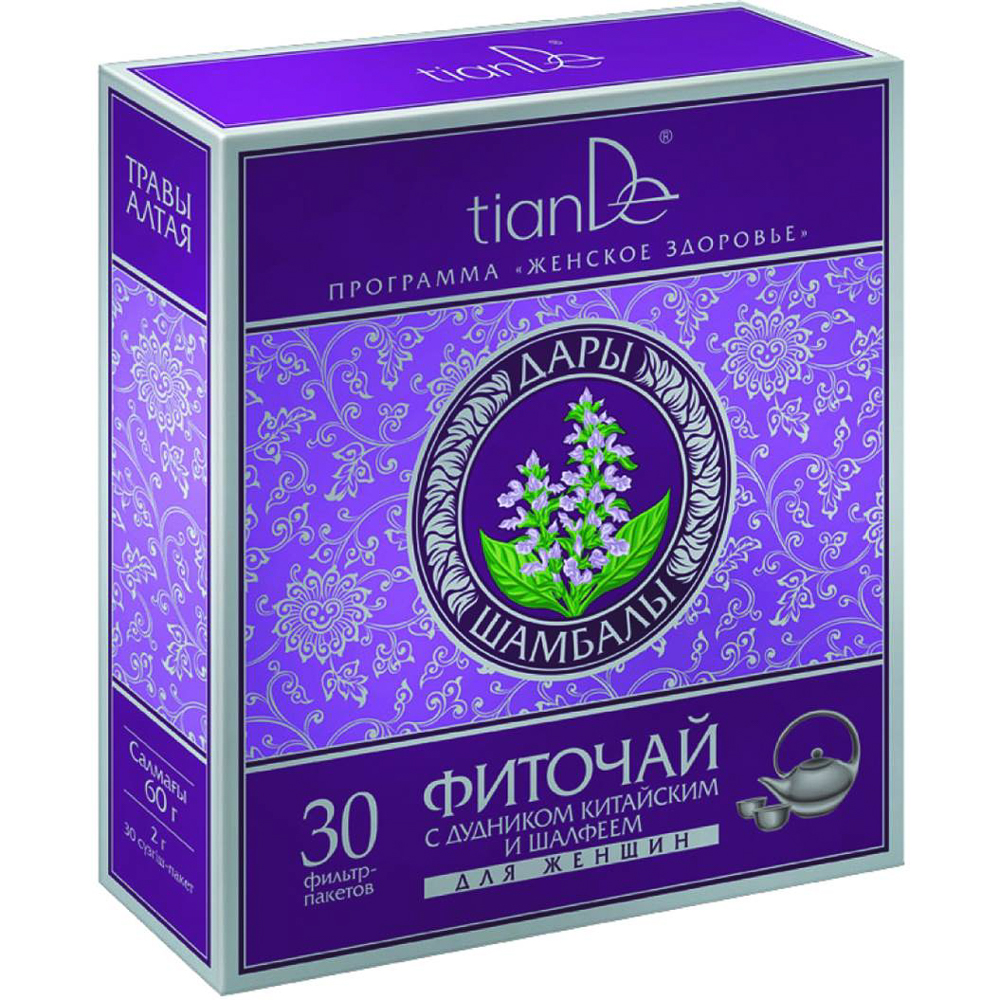 tianDe
ТРАВЫ
АЛТАЯ
Салмағы
60 г
2 г
30 сүзгіш-пакет
tianDe®
ПРОГРАММА «ЖЕНСКОЕ ЗДОРОВЬЕ»
ДАРЫ
ШАМБАЛЫ
30
фильтр-
пакетов
ФИТОЧАЙ
С ДУДНИКОМ КИТАЙСКИМ
И ШАЛФЕЕМ
ДЛЯ ЖЕНЩИН